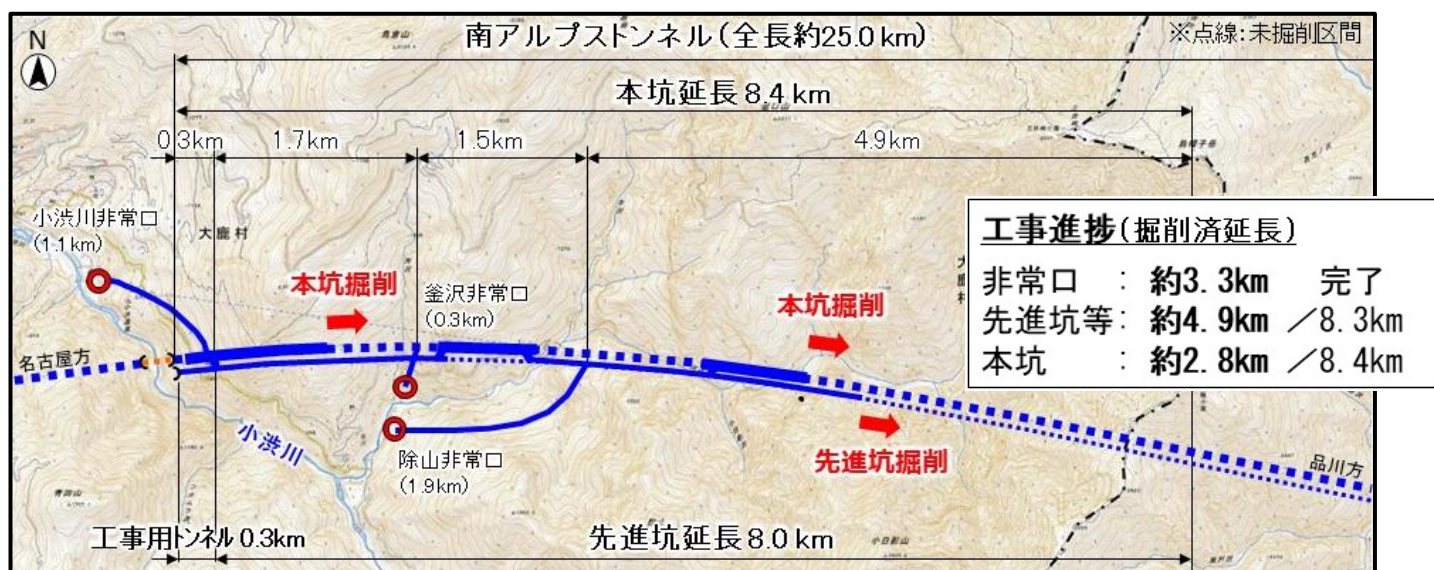 N
南アルプストンネル(全長約25.0km)
※点線:未掘削区間
本坑延長8.4km
0.3km
1.7km
1.5km
4.9km
小渋川非常口
(1.1km)
大鹿村
本坑掘削
釜沢非常口
(0.3km)
本坑掘削
工事進捗(掘削済延長)
非常口 : 約3.3km 完了
先進坑等: 約4.9km /8.3km
本坑 : 約2.8km /8.4km
名古屋方
小渋川
除山非常口
(1.9km)
先進坑掘削
品川方
工事用トンネル0.3km
先進坑延長8.0km
小日影山